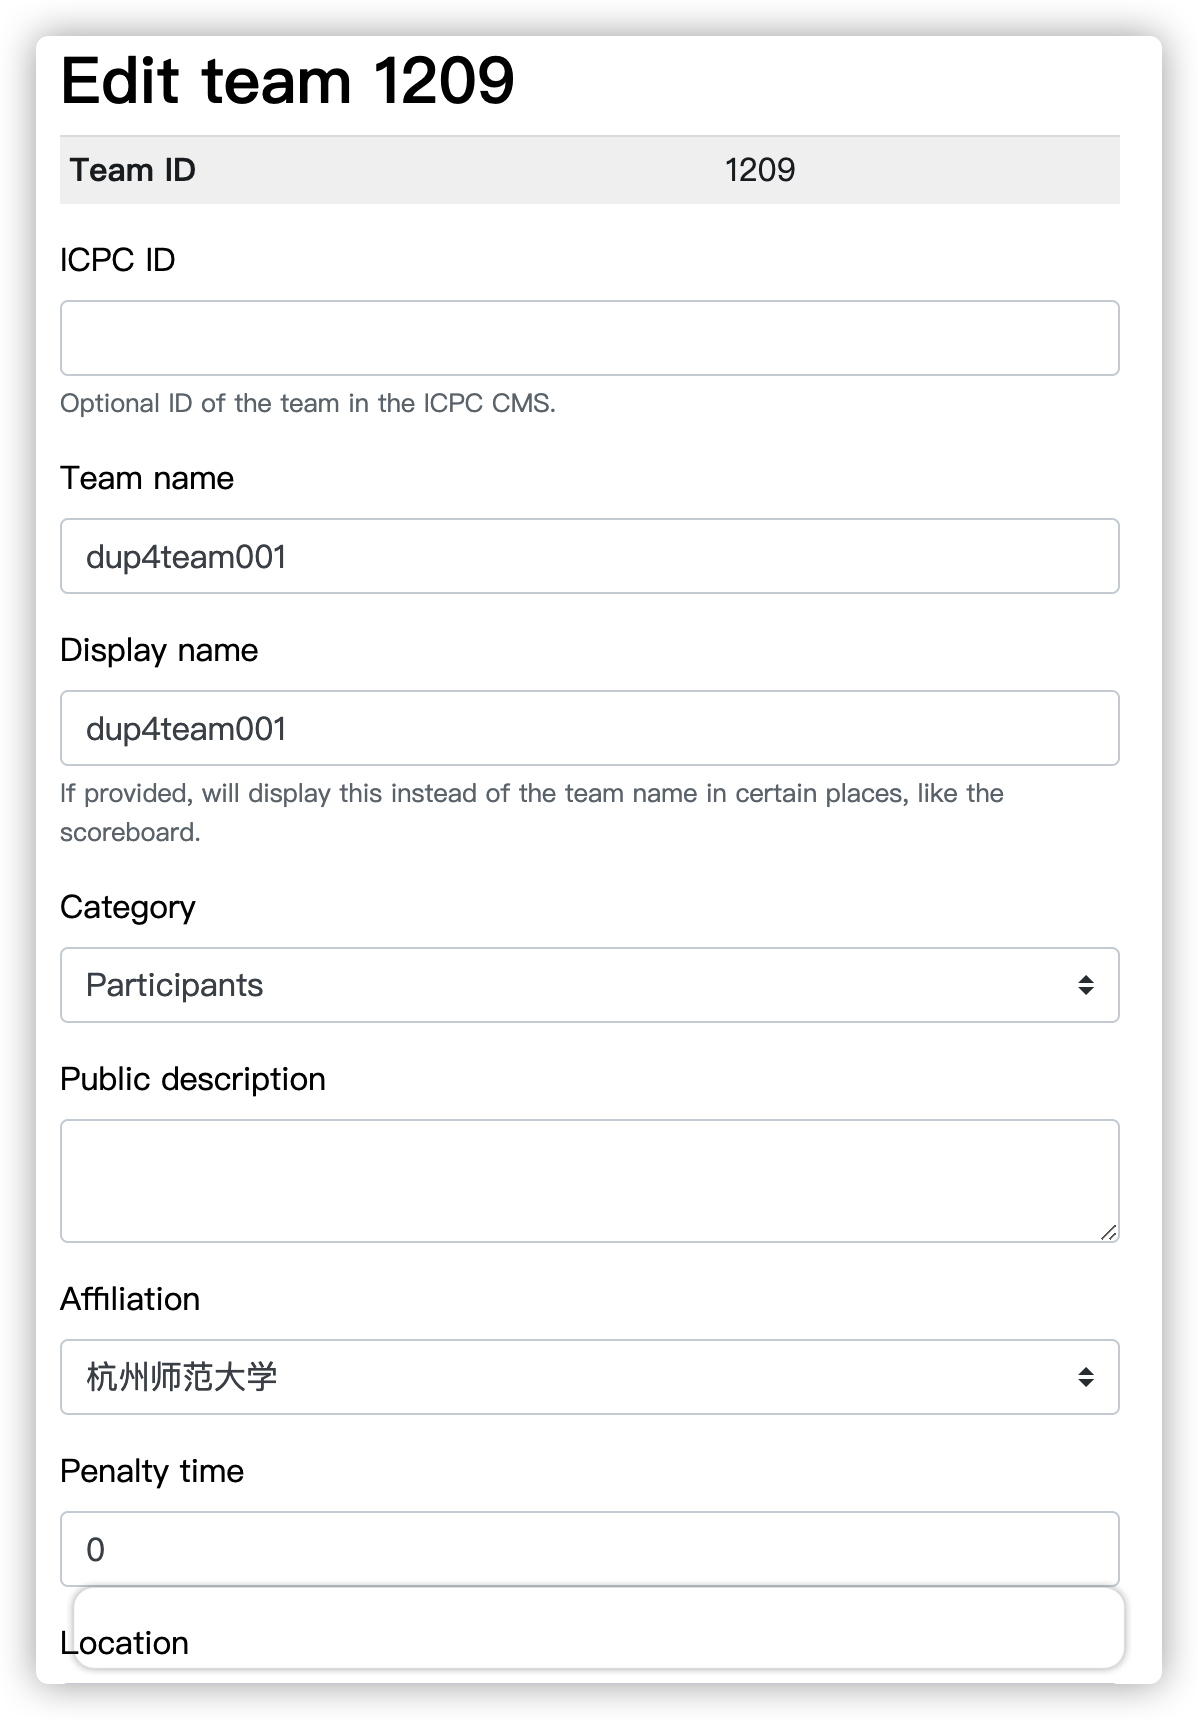 Edit team 1209
Team ID 1209
ICPC ID
Optional ID of the team in the ICPC CMS.
Team name
dup4team001
Display name
dup4team001
If provided, will display this instead of the team name in certain places, like the
scoreboard.
Category
Participants
Public description
Affiliation
杭州师范大学
Penalty time
0
Location